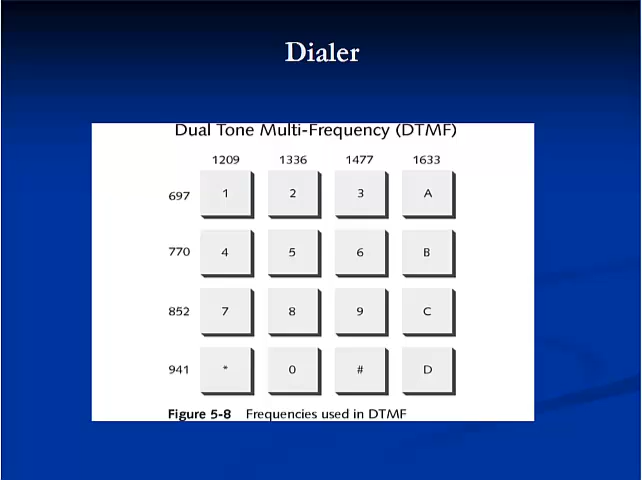 Dialer
Dual Tone Multi-Frequency (DTMF)
1209 1336 1477 1633
697 1 2 3 A
770 4 5 6 B
852 7 8 9 C
941 * 0 # D
Figure 5-8 Frequencies used in DTMF